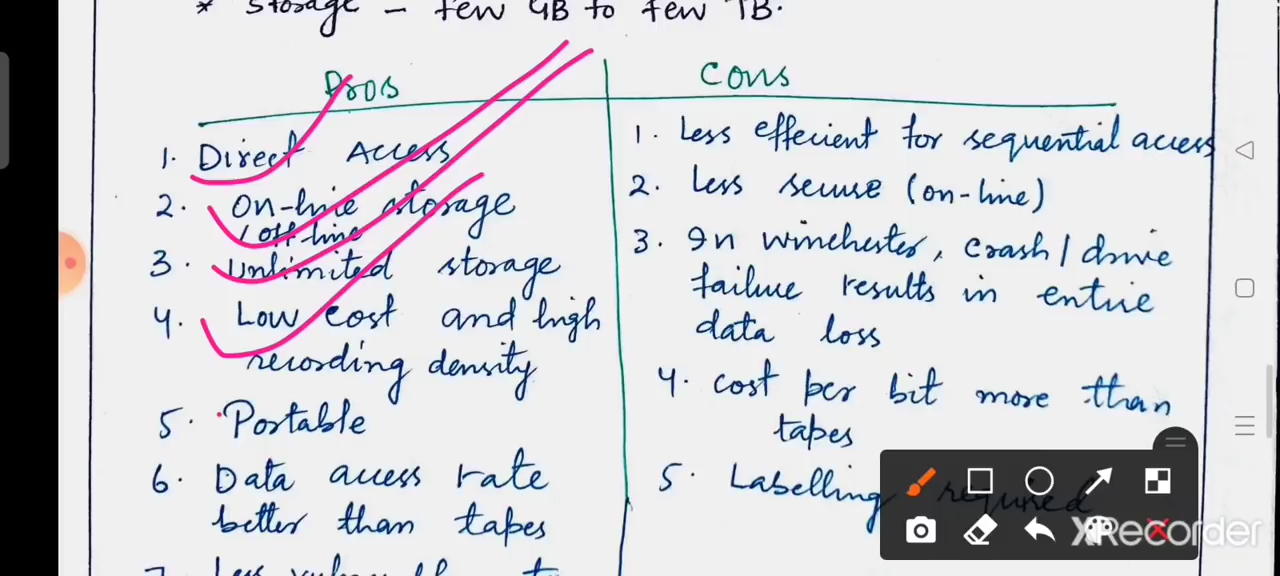 * Storage - few GB to few TB.
Pros
Cons
1. Direct Access
2. On-line storage
/ off-line
3. Unlimited storage
4. Low cost and high
recording density
5. Portable
6. Data access rate
better than tapes
7. Less
1. Less effecient for sequential access
2. Less secuse (on-line)
3. In winchester, crash/drive
failure results in entire
data loss
4. cost per bit more than
tapes
5. Labelling required
XRecorder